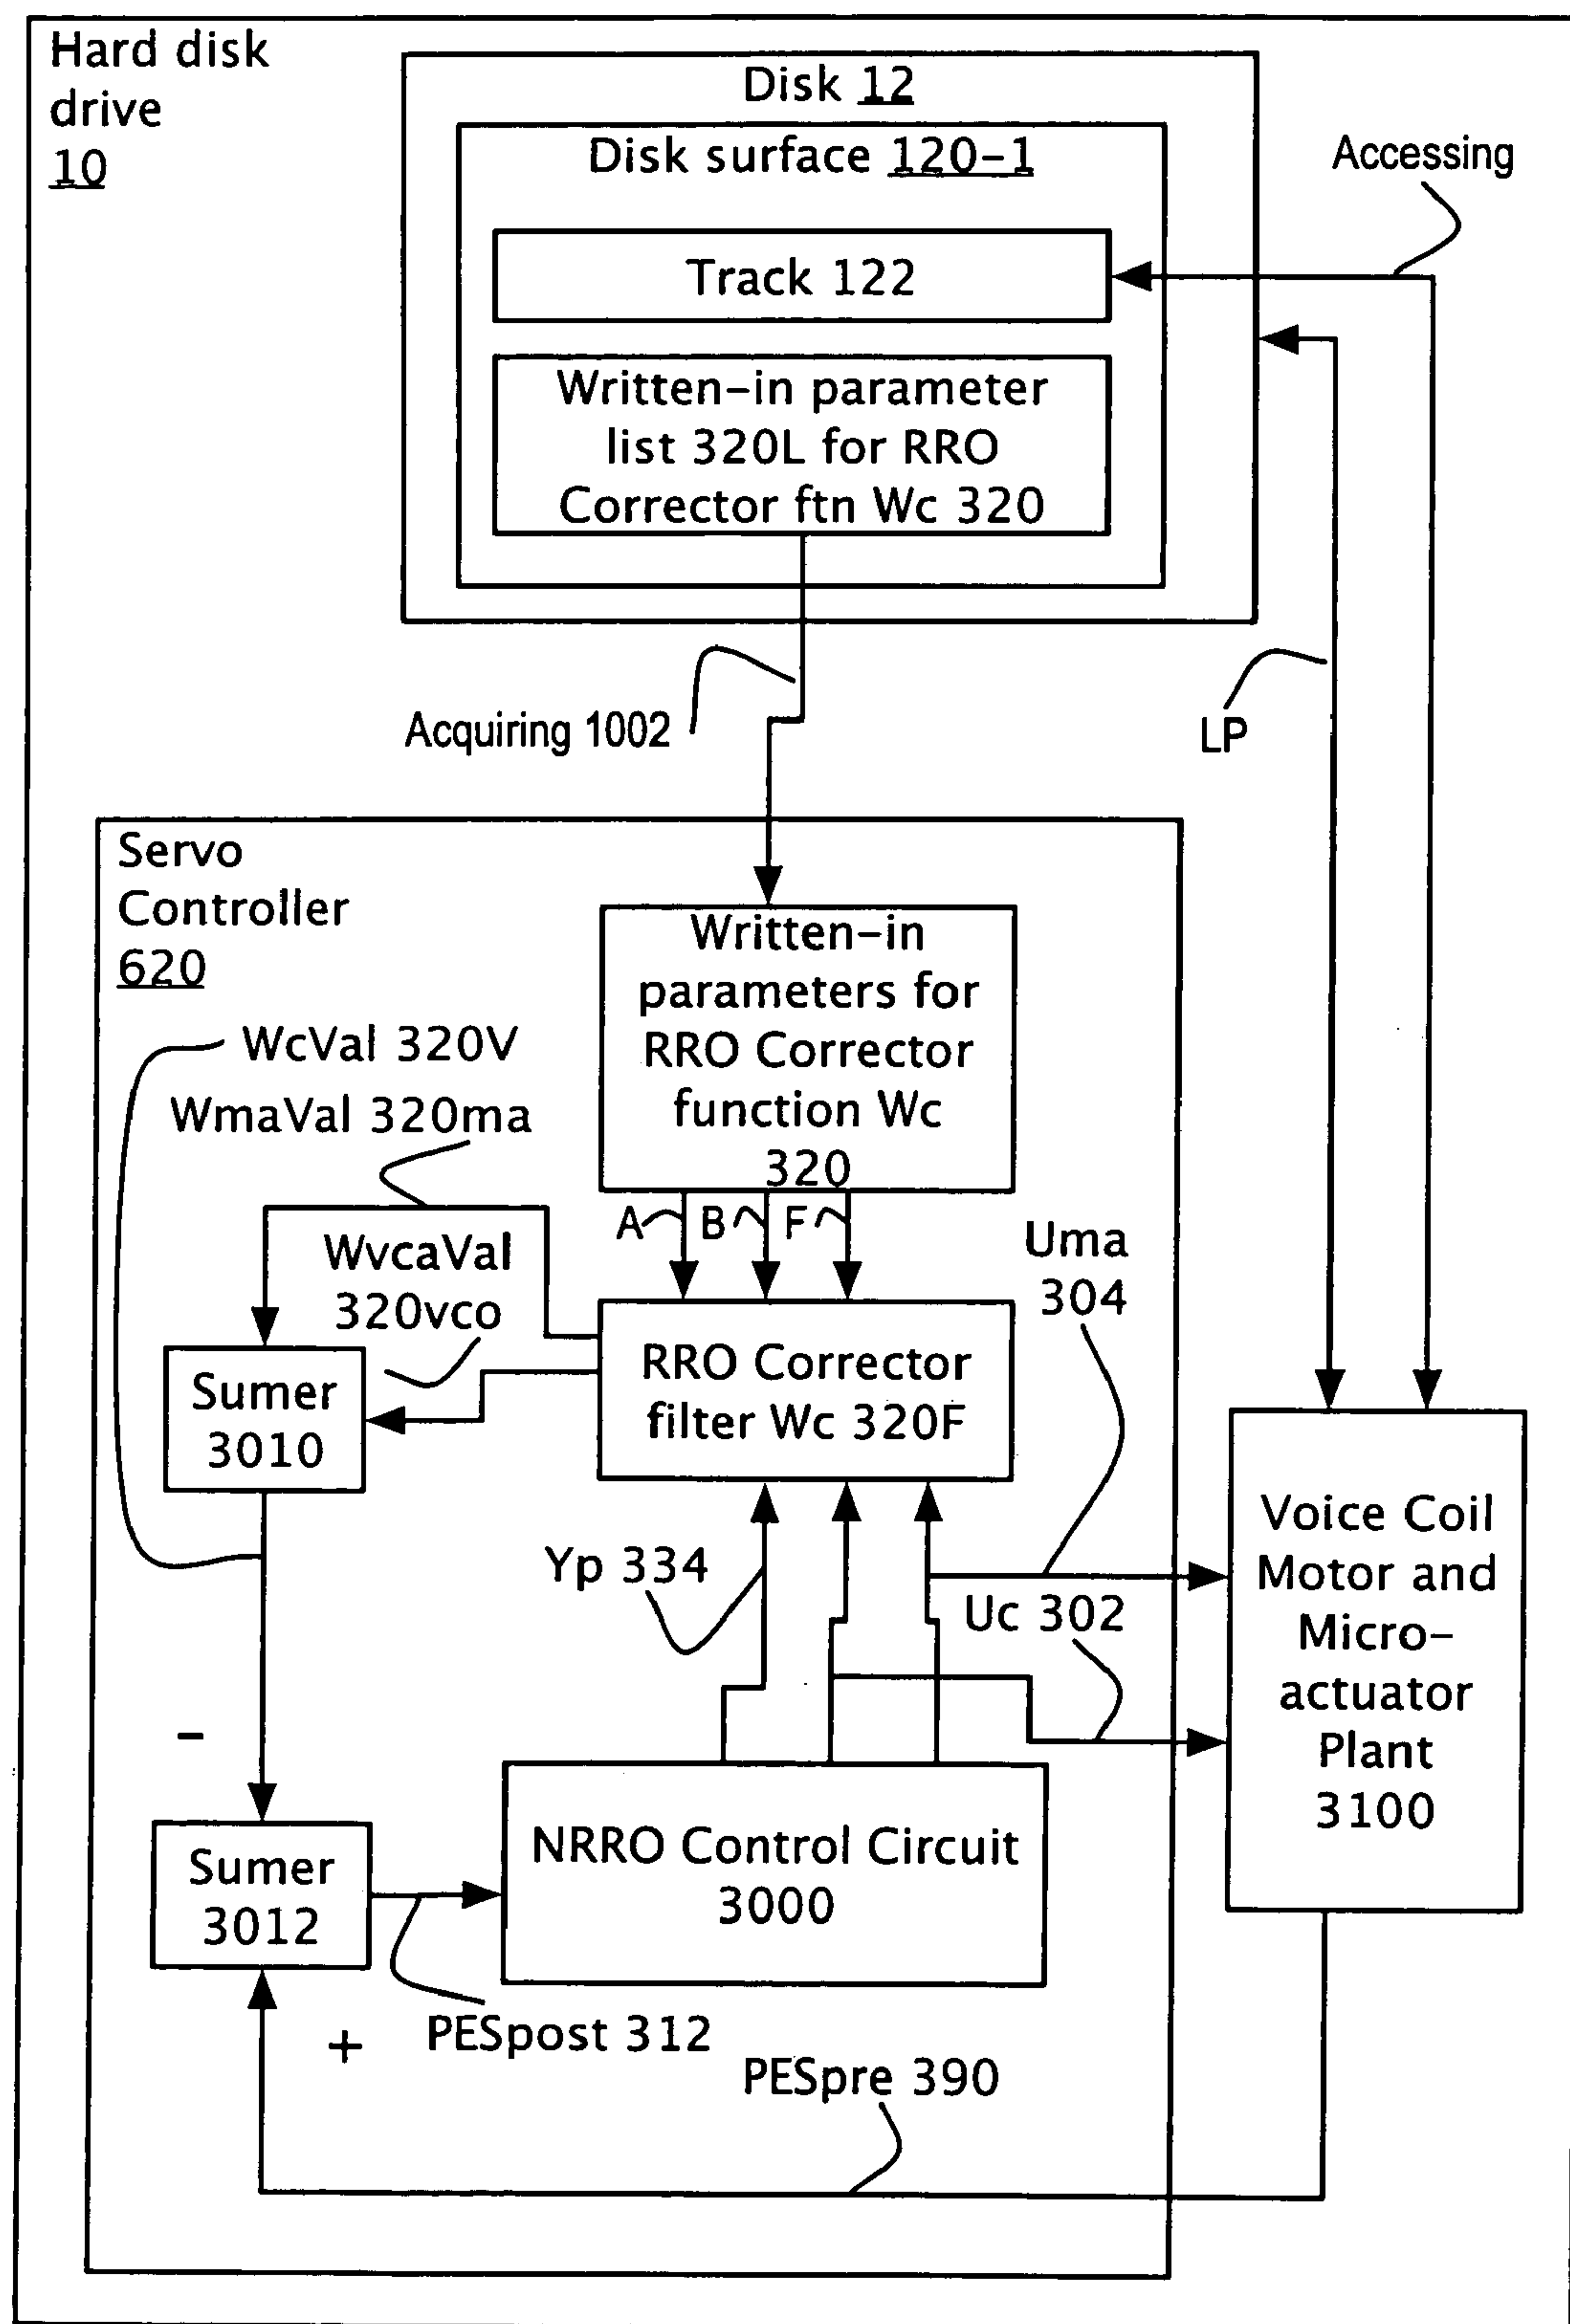 Hard disk
drive
10
Disk 12
Disk surface 120-1
Accessing
Track 122
Written-in parameter
list 320L for RRO
Corrector ftn Wc 320
Acquiring 1002
LP
Servo
Controller
620
Written-in
parameters for
RRO Corrector
function Wc
320
WcVal 320V
WmaVal 320ma
A
B
F
WvcaVal
320vco
Uma
304
Sumer
3010
RRO Corrector
filter Wc 320F
Voice Coil
Motor and
Micro-
actuator
Plant
3100
Yp 334
Uc 302
-
Sumer
3012
NRRO Control Circuit
3000
+
PESpost 312
PESpre 390